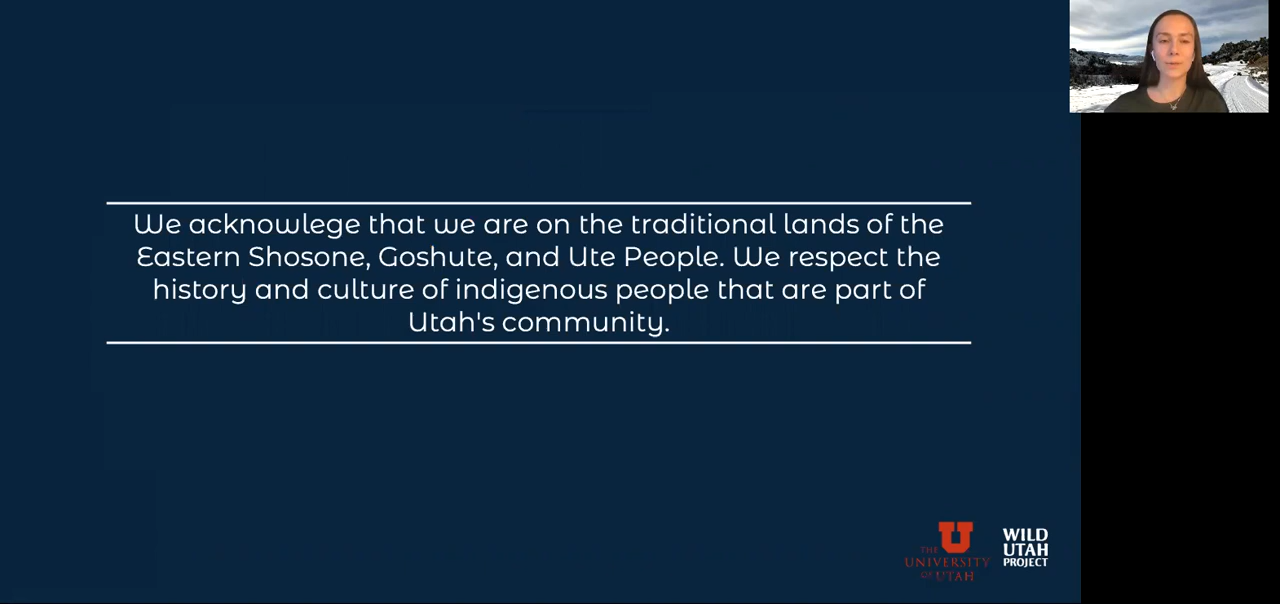 We acknowlege that we are on the traditional lands of the
Eastern Shosone, Goshute, and Ute People. We respect the
history and culture of indigenous people that are part of
Utah's community.
U
THE
UNIVERSITY
OF UTAH
WILD
UTAH
PROJECT